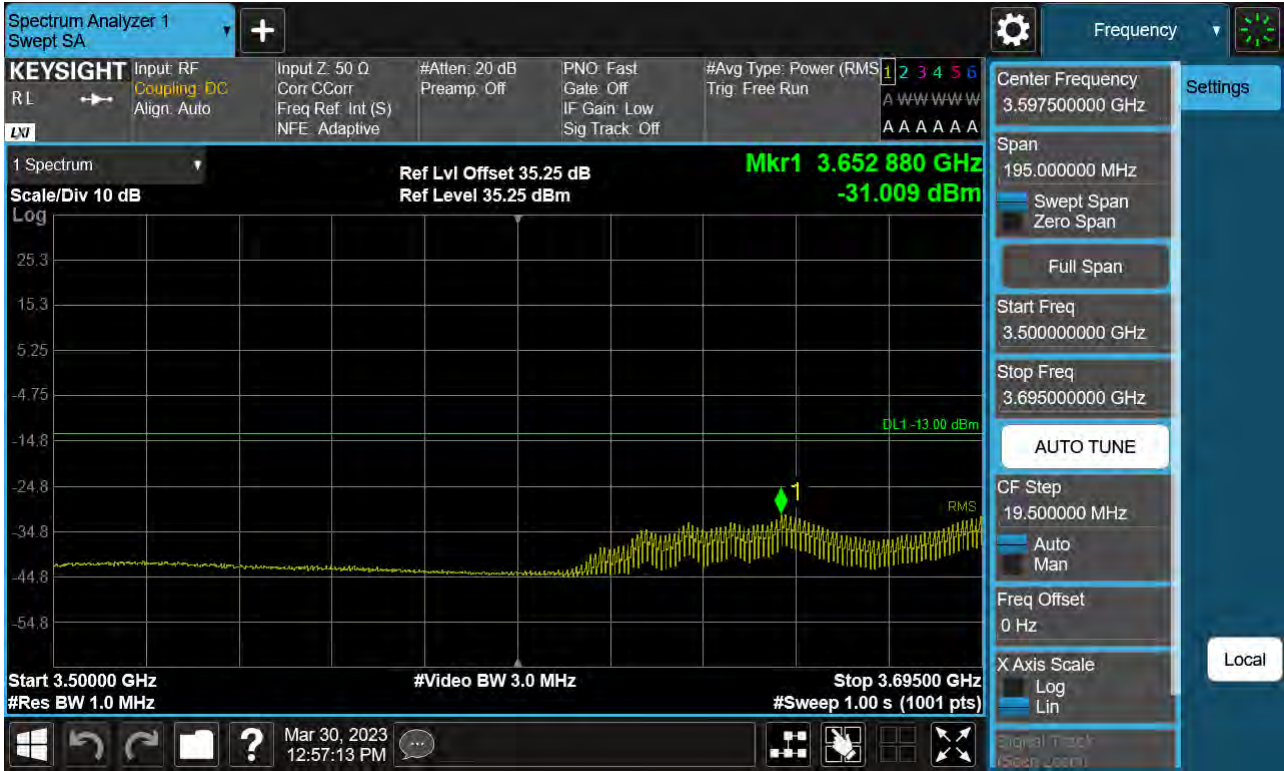 Spectrum Analyzer 1
Swept SA
Frequency
KEYSIGHT
RL
LXI
Input: RF
Coupling: DC
Align: Auto
Input Z: 50 Ω
Corr CCorr
Freq Ref: Int (S)
NFE: Adaptive
#Atten: 20 dB
Preamp: Off
PNO: Fast
Gate: Off
IF Gain: Low
Sig Track: Off
#Avg Type: Power (RMS
Trig: Free Run
1 2 3 4 5 6
A W W W W W
A A A A A A
1 Spectrum
Scale/Div 10 dB
Log
Ref Lvl Offset 35.25 dB
Ref Level 35.25 dBm
Mkr1 3.652 880 GHz
-31.009 dBm
25.3
15.3
5.25
-4.75
DL1 -13.00 dBm
-14.8
-24.8
1
RMS
-34.8
-44.8
-54.8
Start 3.50000 GHz
#Video BW 3.0 MHz
Stop 3.69500 GHz
#Res BW 1.0 MHz
#Sweep 1.00 s (1001 pts)
Center Frequency
3.597500000 GHz
Settings
Span
195.000000 MHz
Swept Span
Zero Span
Full Span
Start Freq
3.500000000 GHz
Stop Freq
3.695000000 GHz
AUTO TUNE
CF Step
19.500000 MHz
Auto
Man
Freq Offset
0 Hz
X Axis Scale
Log
Lin
Signal Track
(Span Zoom)
Local
?
Mar 30, 2023
12:57:13 PM